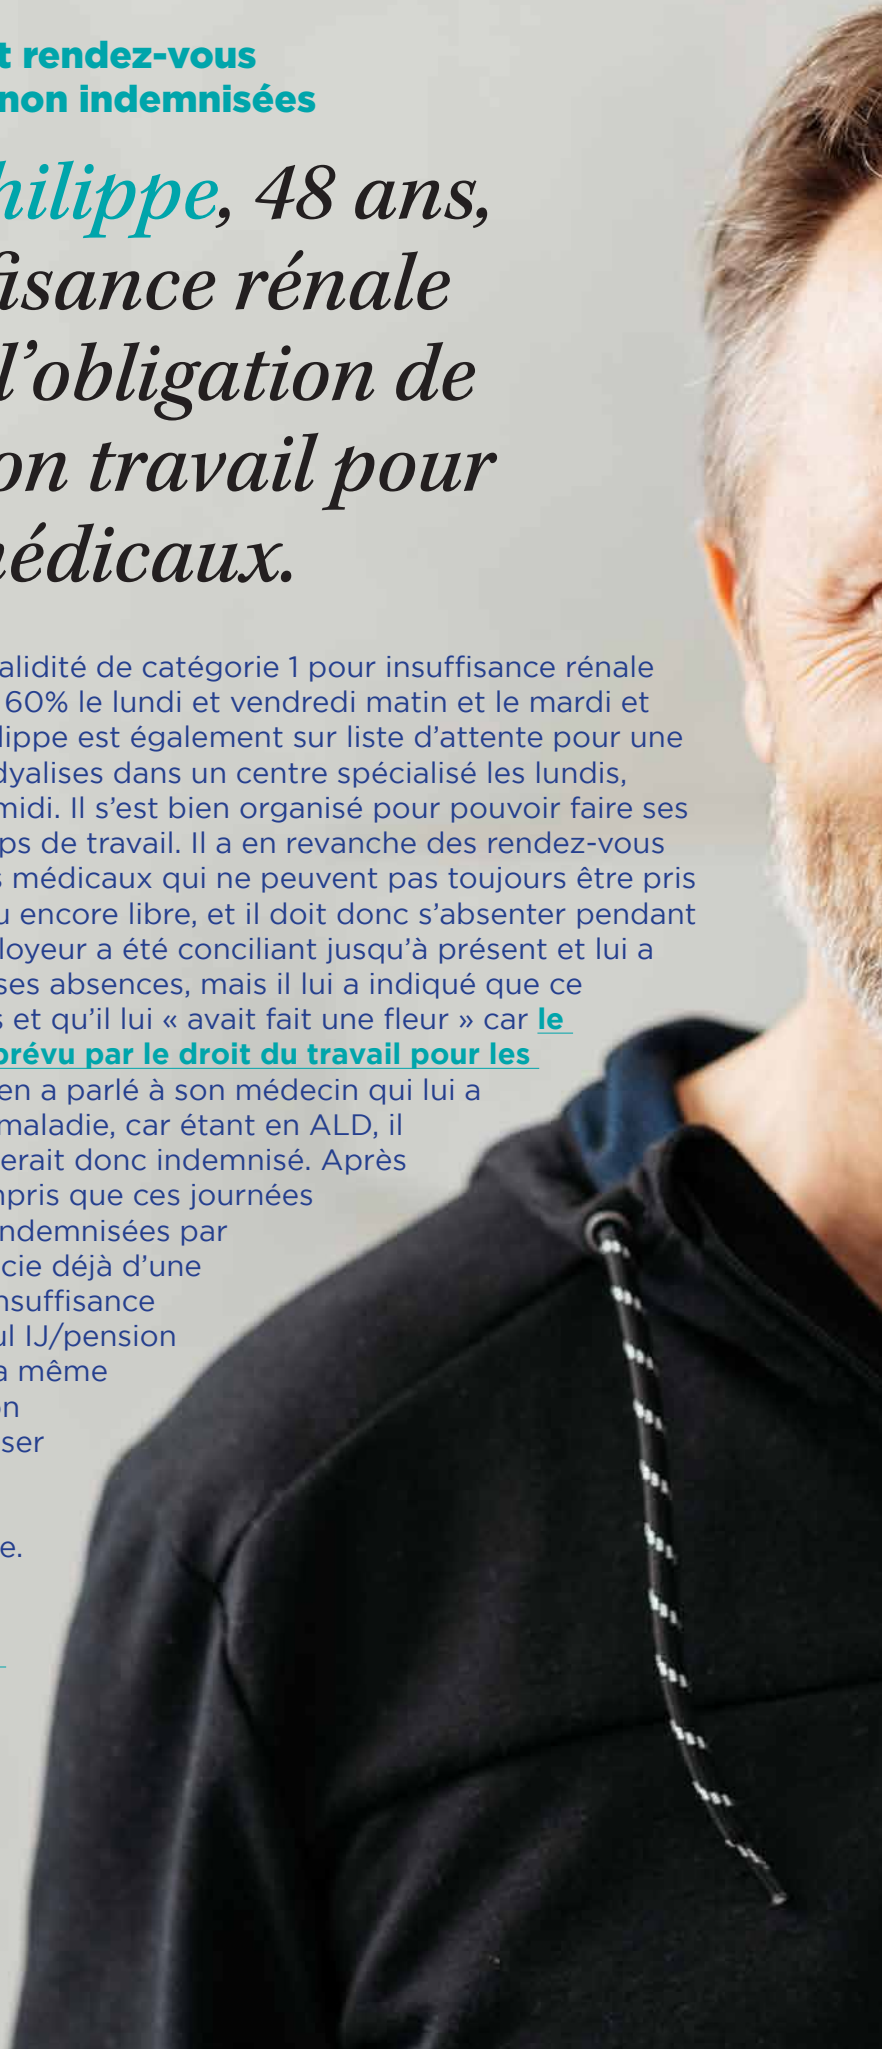 t rendez-vous
non indemnisées
hilippe, 48 ans,
fisance rénale
l’obligation de
on travail pour
médicaux.
alidité de catégorie 1 pour insuffisance rénale
60% le lundi et vendredi matin et le mardi et
lippe est également sur liste d’attente pour une
dyalises dans un centre spécialisé les lundis,
midi. Il s’est bien organisé pour pouvoir faire ses
ps de travail. Il a en revanche des rendez-vous
s médicaux qui ne peuvent pas toujours être pris
u encore libre, et il doit donc s’absenter pendant
loyeur a été conciliant jusqu’à présent et lui a
ses absences, mais il lui a indiqué que ce
s et qu’il lui « avait fait une fleur » car le
prévu par le droit du travail pour les
en a parlé à son médecin qui lui a
maladie, car étant en ALD, il
erait donc indemnisé. Après
mpris que ces journées
ndemnisées par
cie déjà d’une
nsuffisance
ul IJ/pension
a même
on
ser
e.